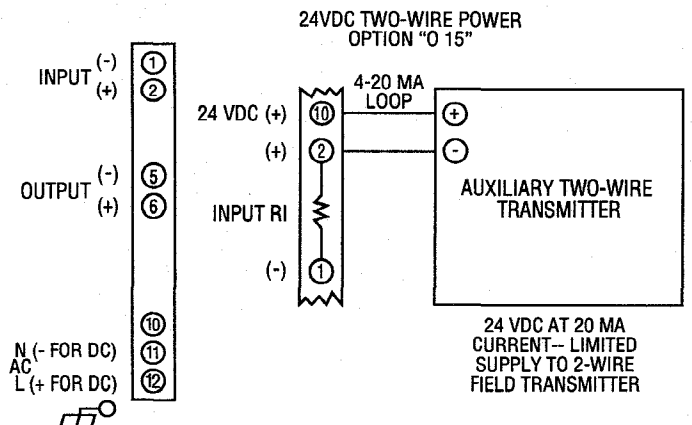 24VDC TWO-WIRE POWER
OPTION "O 15"
INPUT (-) 1
(+) 2
OUTPUT (-) 5
(+) 6
10
N (- FOR DC) 11
AC
L (+ FOR DC) 12
4-20 MA
LOOP
24 VDC (+) 10 +
(+) 2 -
INPUT RI
(-) 1
AUXILIARY TWO-WIRE
TRANSMITTER
24 VDC AT 20 MA
CURRENT-- LIMITED
SUPPLY TO 2-WIRE
FIELD TRANSMITTER